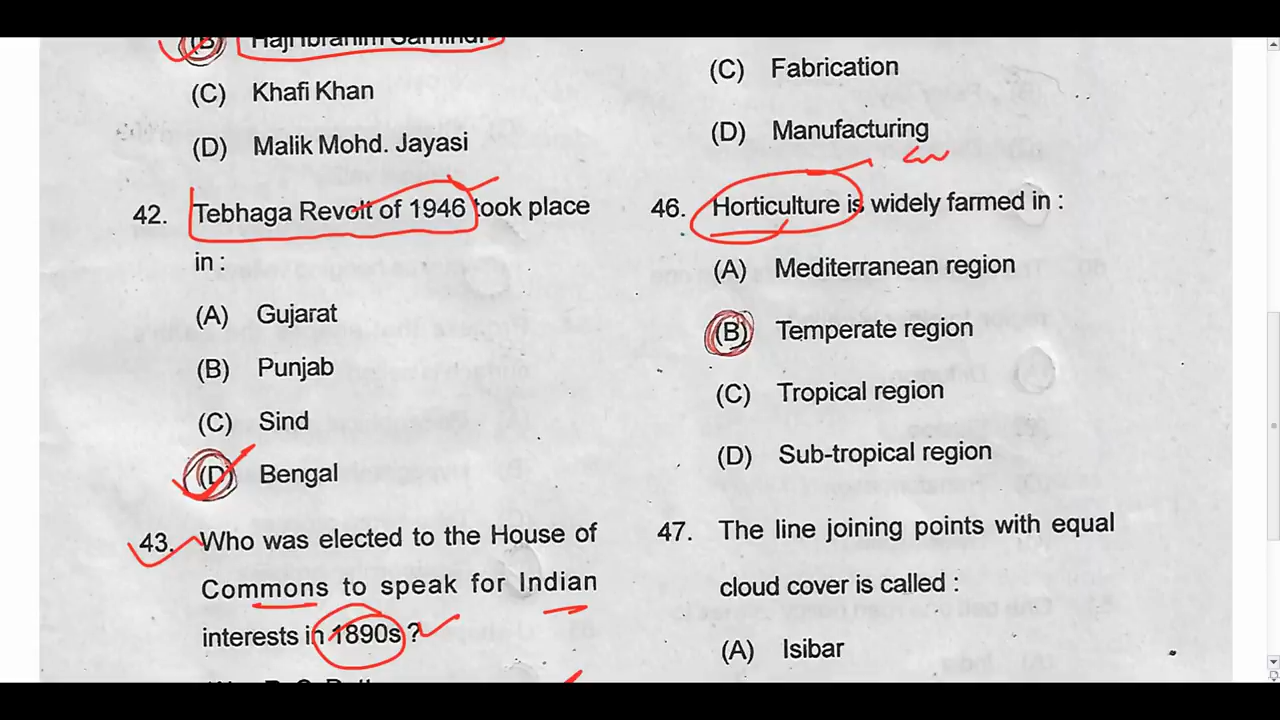 (B) Haji Ibrahim Sarhindi
(C) Khafi Khan
(D) Malik Mohd. Jayasi
42. Tebhaga Revolt of 1946 took place
in :
(A) Gujarat
(B) Punjab
(C) Sind
(D) Bengal
43. Who was elected to the House of
Commons to speak for Indian
interests in 1890s ?
(C) Fabrication
(D) Manufacturing
46. Horticulture is widely farmed in :
(A) Mediterranean region
(B) Temperate region
(C) Tropical region
(D) Sub-tropical region
47. The line joining points with equal
cloud cover is called :
(A) Isibar